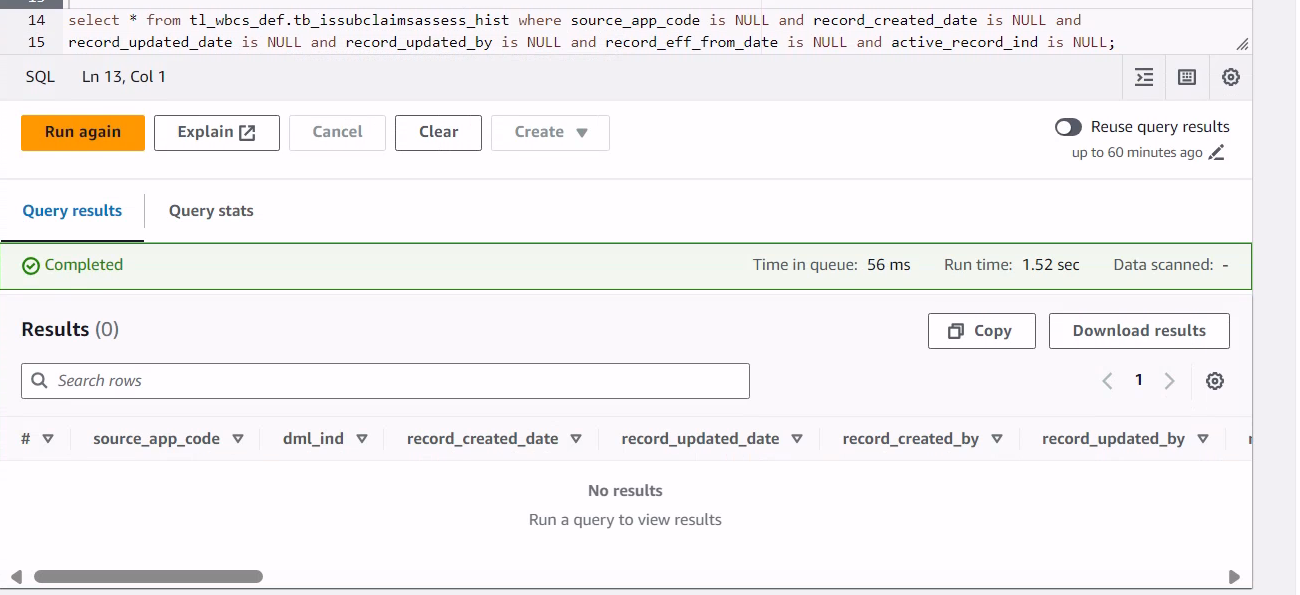 14 select * from tl_wbcs_def.tb_issubclaimsassess_hist where source_app_code is NULL and record_created_date is NULL and
15 record_updated_date is NULL and record_updated_by is NULL and record_eff_from_date is NULL and active_record_ind is NULL;
SQL Ln 13, Col 1
Run again Explain Cancel Clear Create Reuse query results
up to 60 minutes ago
Query results Query stats
Completed Time in queue: 56 ms Run time: 1.52 sec Data scanned: -
Results (0) Copy Download results
Search rows 1
# source_app_code dml_ind record_created_date record_updated_date record_created_by record_updated_by
No results
Run a query to view results